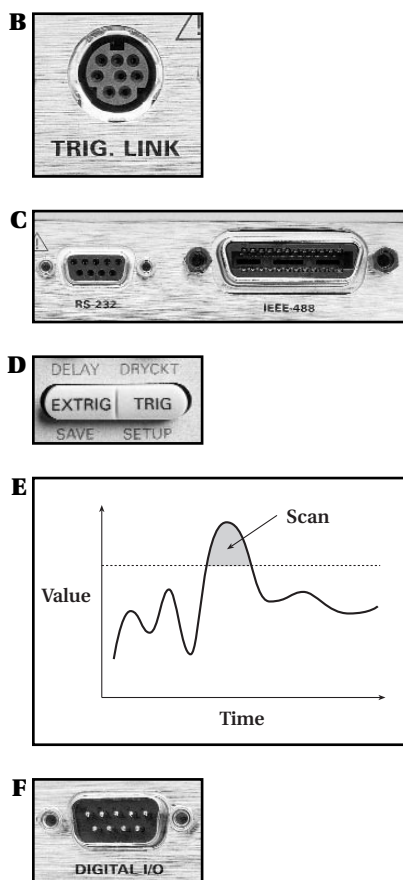 B
TRIG. LINK
C
RS-232
IEEE-488
D
DELAY DRYCKT
EXTRIG TRIG
SAVE SETUP
E
Scan
Value
Time
F
DIGITAL I/O